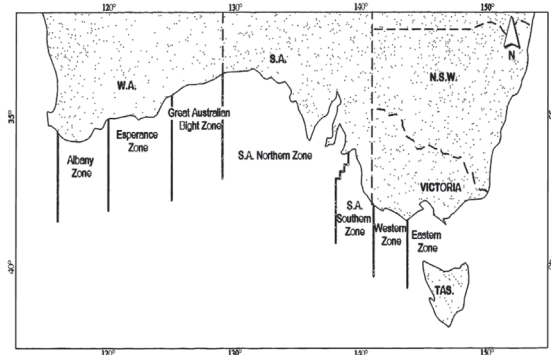 120° 130° 140° 150°
N
S.A.
W.A.
N.S.W.
Great Australian
Bight Zone
35°
Esperance
Zone
Albany
Zone
S.A. Northern Zone
VICTORIA
S.A.
Southern
Zone
Western
Zone
Eastern
Zone
40°
TAS.
120° 130° 140° 150°